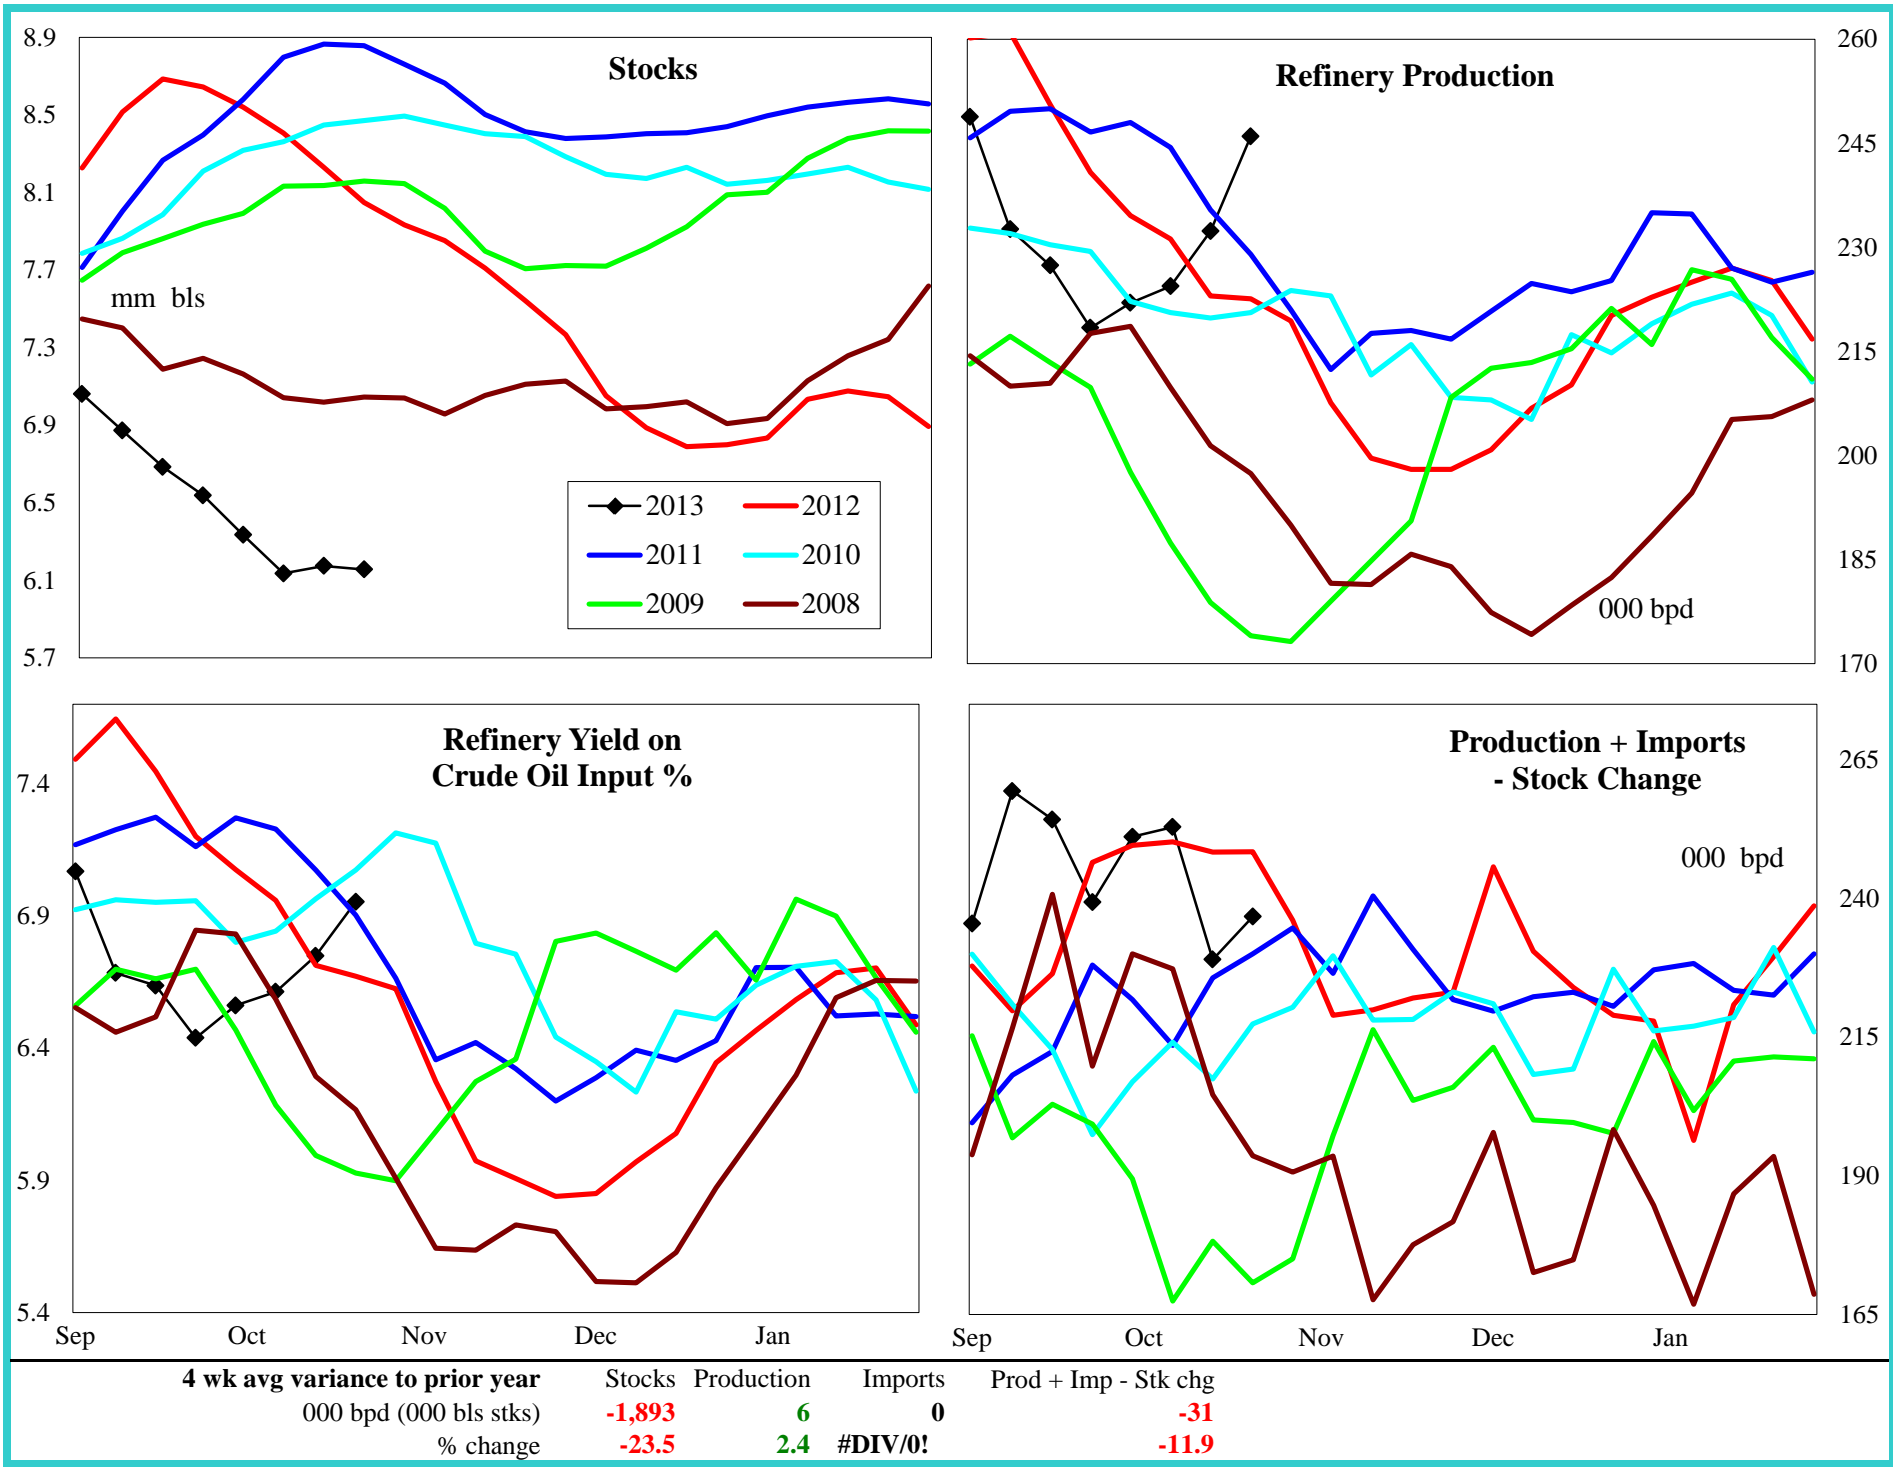 8.9
8.5
8.1
7.7
7.3
6.9
6.5
6.1
5.7
Stocks
mm bls
2013 2012
2011 2010
2009 2008
Refinery Production
000 bpd
260
245
230
215
200
185
170
Refinery Yield on
Crude Oil Input %
7.4
6.9
6.4
5.9
5.4
Sep Oct Nov Dec Jan
Production + Imports
- Stock Change
000 bpd
265
240
215
190
165
Sep Oct Nov Dec Jan
4 wk avg variance to prior year Stocks Production Imports Prod + Imp - Stk chg
000 bpd (000 bls stks) -1,893 6 0 -31
% change -23.5 2.4 #DIV/0! -11.9